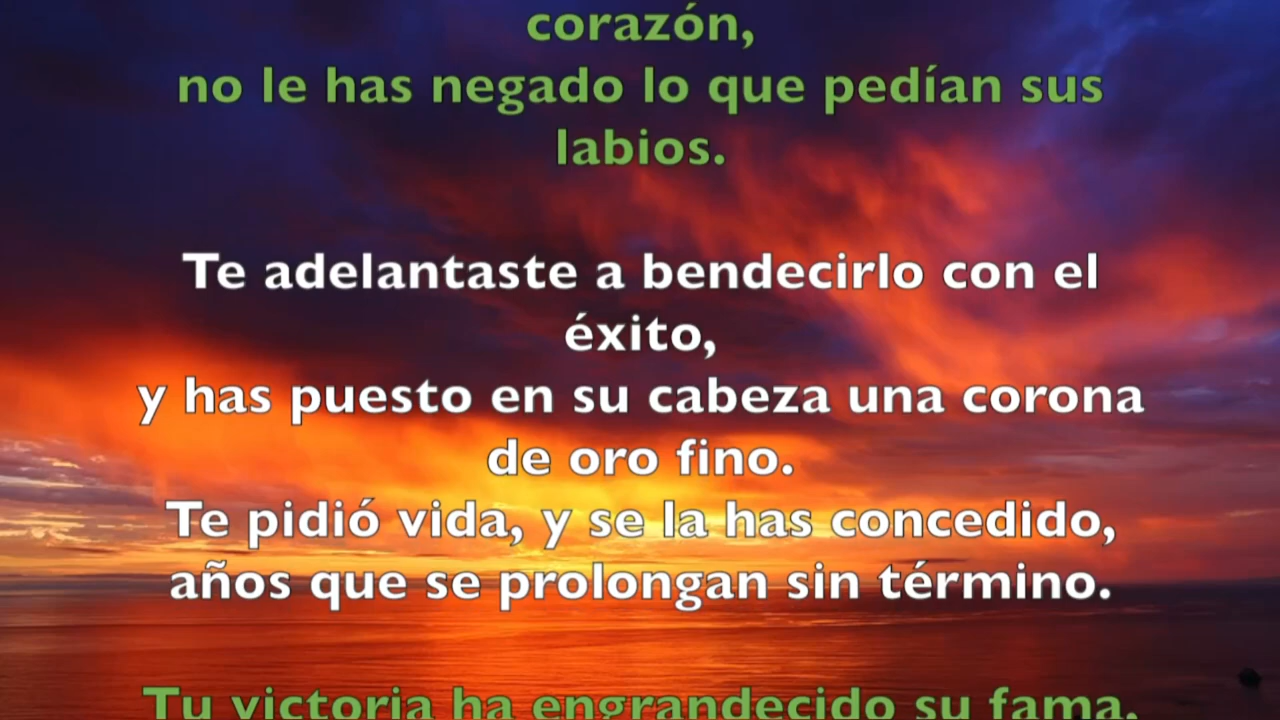 corazón,
no le has negado lo que pedían sus
labios.
Te adelantaste a bendecirlo con el
éxito,
y has puesto en su cabeza una corona
de oro fino.
Te pidió vida, y se la has concedido,
años que se prolongan sin término.
Tu victoria ha engrandecido su fama,